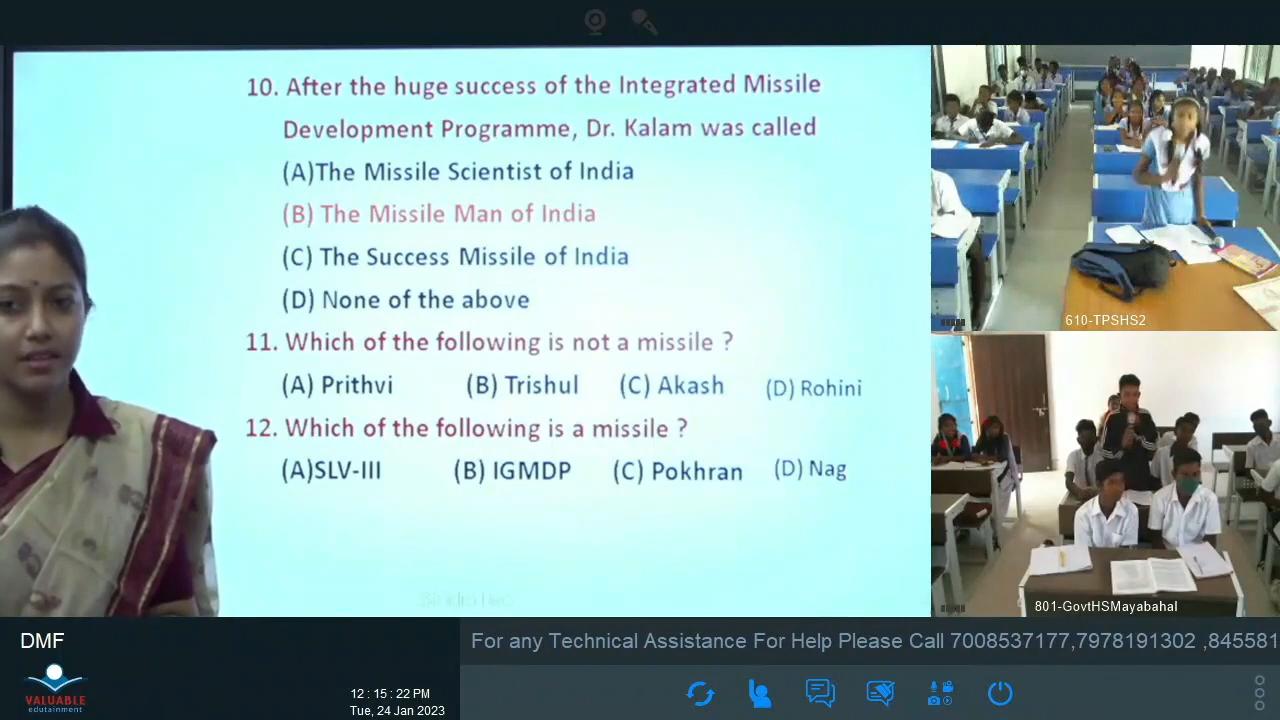 10. After the huge success of the Integrated Missile
Development Programme, Dr. Kalam was called
(A)The Missile Scientist of India
(B) The Missile Man of India
(C) The Success Missile of India
(D) None of the above
11. Which of the following is not a missile ?
(A) Prithvi (B) Trishul (C) Akash (D) Rohini
12. Which of the following is a missile ?
(A)SLV-III (B) IGMDP (C) Pokhran (D) Nag
610-TPSHS2
801-GovtHSMayabahal
DMF
For any Technical Assistance For Help Please Call 7008537177,7978191302 ,845581
VALUABLE
edutainment
12 : 15 : 22 PM
Tue, 24 Jan 2023